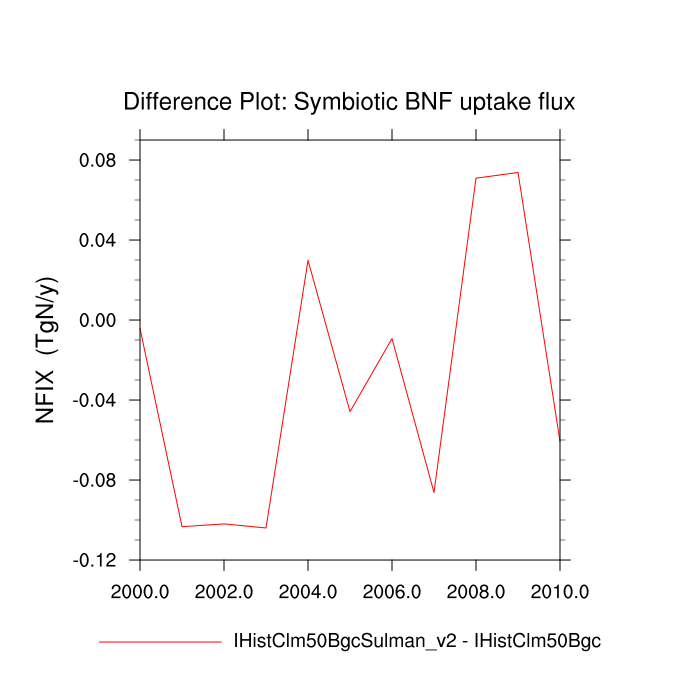 Difference Plot: Symbiotic BNF uptake flux
0.08
0.04
0.00
-0.04
-0.08
-0.12
NFIX (TgN/y)
2000.0 2002.0 2004.0 2006.0 2008.0 2010.0
IHistClm50BgcSulman_v2 - IHistClm50Bgc